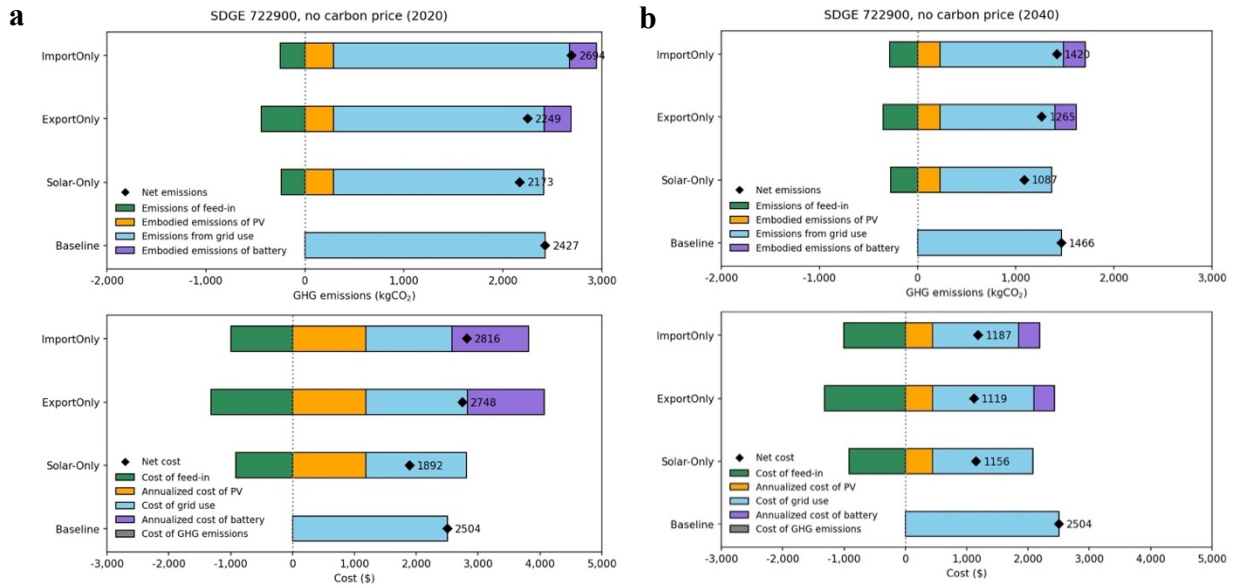 a
SDGE 722900, no carbon price (2020)
ImportOnly
2694
ExportOnly
2249
Solar-Only
2173
Baseline
2427
Net emissions
Emissions of feed-in
Embodied emissions of PV
Emissions from grid use
Embodied emissions of battery
-2,000 -1,000 0 1,000 2,000 3,000
GHG emissions (kgCO₂)
ImportOnly
2816
ExportOnly
2748
Solar-Only
1892
Baseline
2504
Net cost
Cost of feed-in
Annualized cost of PV
Cost of grid use
Annualized cost of battery
Cost of GHG emissions
-3,000 -2,000 -1,000 0 1,000 2,000 3,000 4,000 5,000
Cost ($)
b
SDGE 722900, no carbon price (2040)
ImportOnly
1420
ExportOnly
1265
Solar-Only
1087
Baseline
1466
Net emissions
Emissions of feed-in
Embodied emissions of PV
Emissions from grid use
Embodied emissions of battery
-2,000 -1,000 0 1,000 2,000 3,000
GHG emissions (kgCO₂)
ImportOnly
1187
ExportOnly
1119
Solar-Only
1156
Baseline
2504
Net cost
Cost of feed-in
Annualized cost of PV
Cost of grid use
Annualized cost of battery
Cost of GHG emissions
-3,000 -2,000 -1,000 0 1,000 2,000 3,000 4,000 5,000
Cost ($)